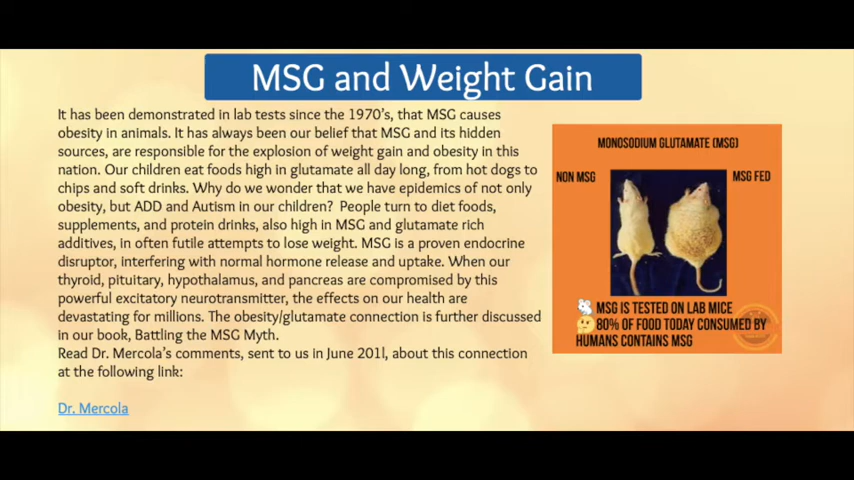 MSG and Weight Gain
It has been demonstrated in lab tests since the 1970's, that MSG causes
obesity in animals. It has always been our belief that MSG and its hidden
sources, are responsible for the explosion of weight gain and obesity in this
nation. Our children eat foods high in glutamate all day long, from hot dogs to
chips and soft drinks. Why do we wonder that we have epidemics of not only
obesity, but ADD and Autism in our children?  People turn to diet foods,
supplements, and protein drinks, also high in MSG and glutamate rich
additives, in often futile attempts to lose weight. MSG is a proven endocrine
disruptor, interfering with normal hormone release and uptake. When our
thyroid, pituitary, hypothalamus, and pancreas are compromised by this
powerful excitatory neurotransmitter, the effects on our health are
devastating for millions. The obesity/glutamate connection is further discussed
in our book, Battling the MSG Myth.
Read Dr. Mercola's comments, sent to us in June 2011, about this connection
at the following link:
Dr. Mercola
MONOSODIUM GLUTAMATE (MSG)
NON MSG
MSG FED
MSG IS TESTED ON LAB MICE
80% OF FOOD TODAY CONSUMED BY
HUMANS CONTAINS MSG